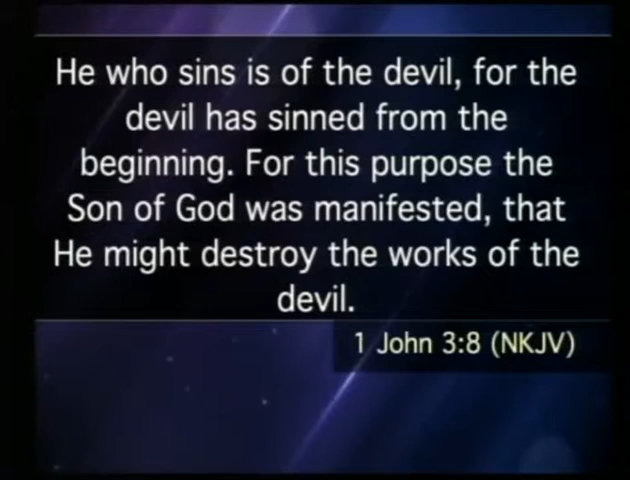 He who sins is of the devil, for the
devil has sinned from the
beginning. For this purpose the
Son of God was manifested, that
He might destroy the works of the
devil.
1 John 3:8 (NKJV)